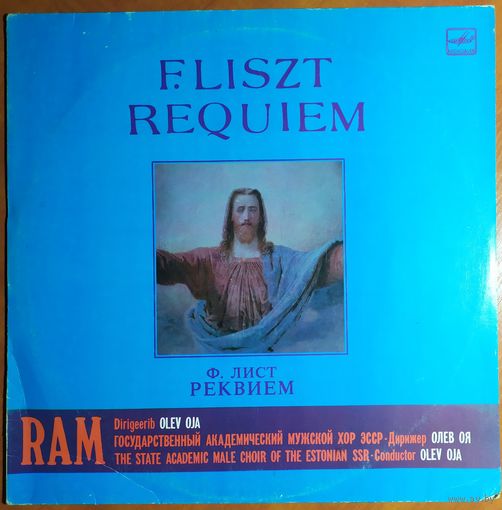 F. LISZT
REQUIEM
Ф. ЛИСТ
РЕКВИЕМ
RAM
Dirigeerib OLEV OJA
ГОСУДАРСТВЕННЫЙ АКАДЕМИЧЕСКИЙ МУЖСКОЙ ХОР ЭССР - Дирижер ОЛЕВ ОЯ
THE STATE ACADEMIC MALE CHOIR OF THE ESTONIAN SSR - Conductor OLEV OJA